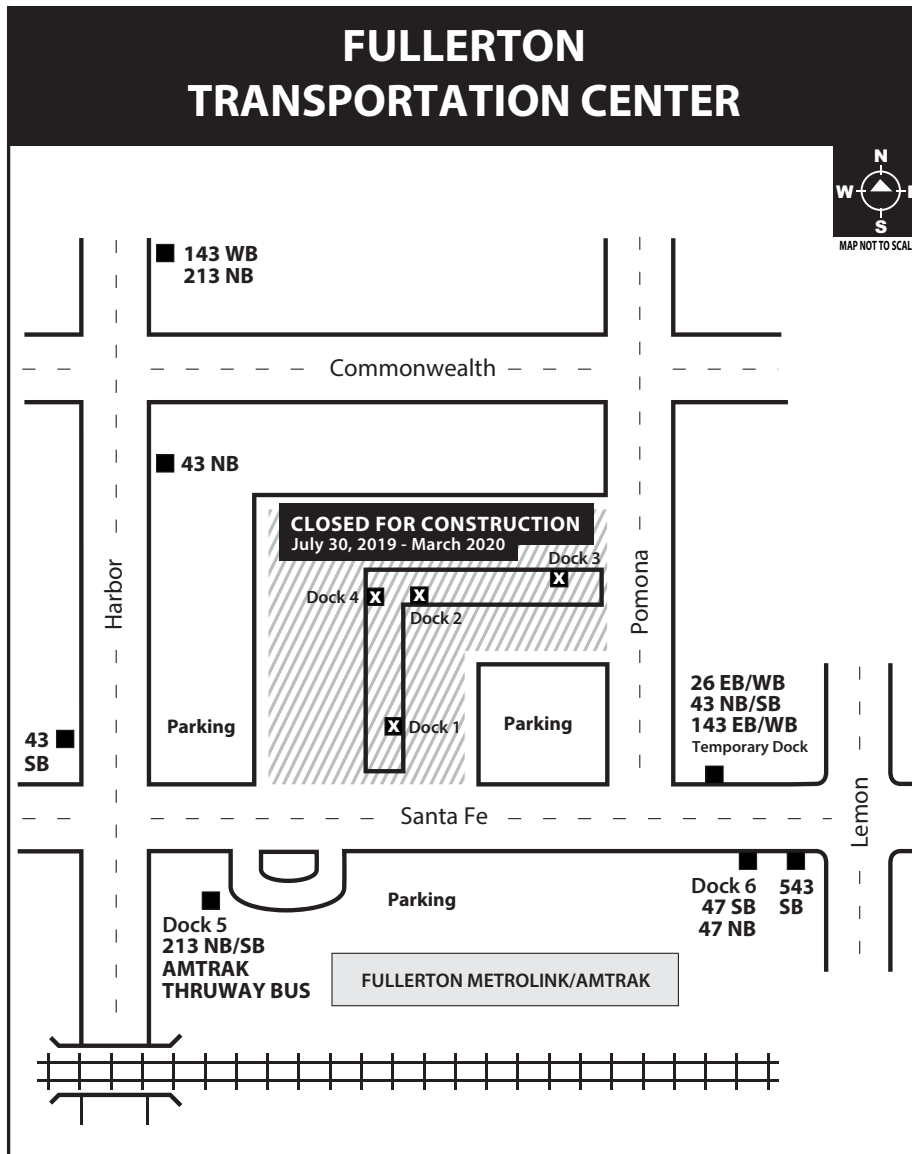 FULLERTON
TRANSPORTATION CENTER
N
W
S
MAP NOT TO SCAL
143 WB
213 NB
Commonwealth
43 NB
CLOSED FOR CONSTRUCTION
July 30, 2019 - March 2020
Dock 3
Dock 4
X
X
X
Dock 2
Harbor
Pomona
Parking
X
Dock 1
Parking
26 EB/WB
43 NB/SB
143 EB/WB
Temporary Dock
43
SB
Santa Fe
Lemon
Parking
Dock 5
213 NB/SB
AMTRAK
THRUWAY BUS
Dock 6
47 SB
47 NB
543
SB
FULLERTON METROLINK/AMTRAK